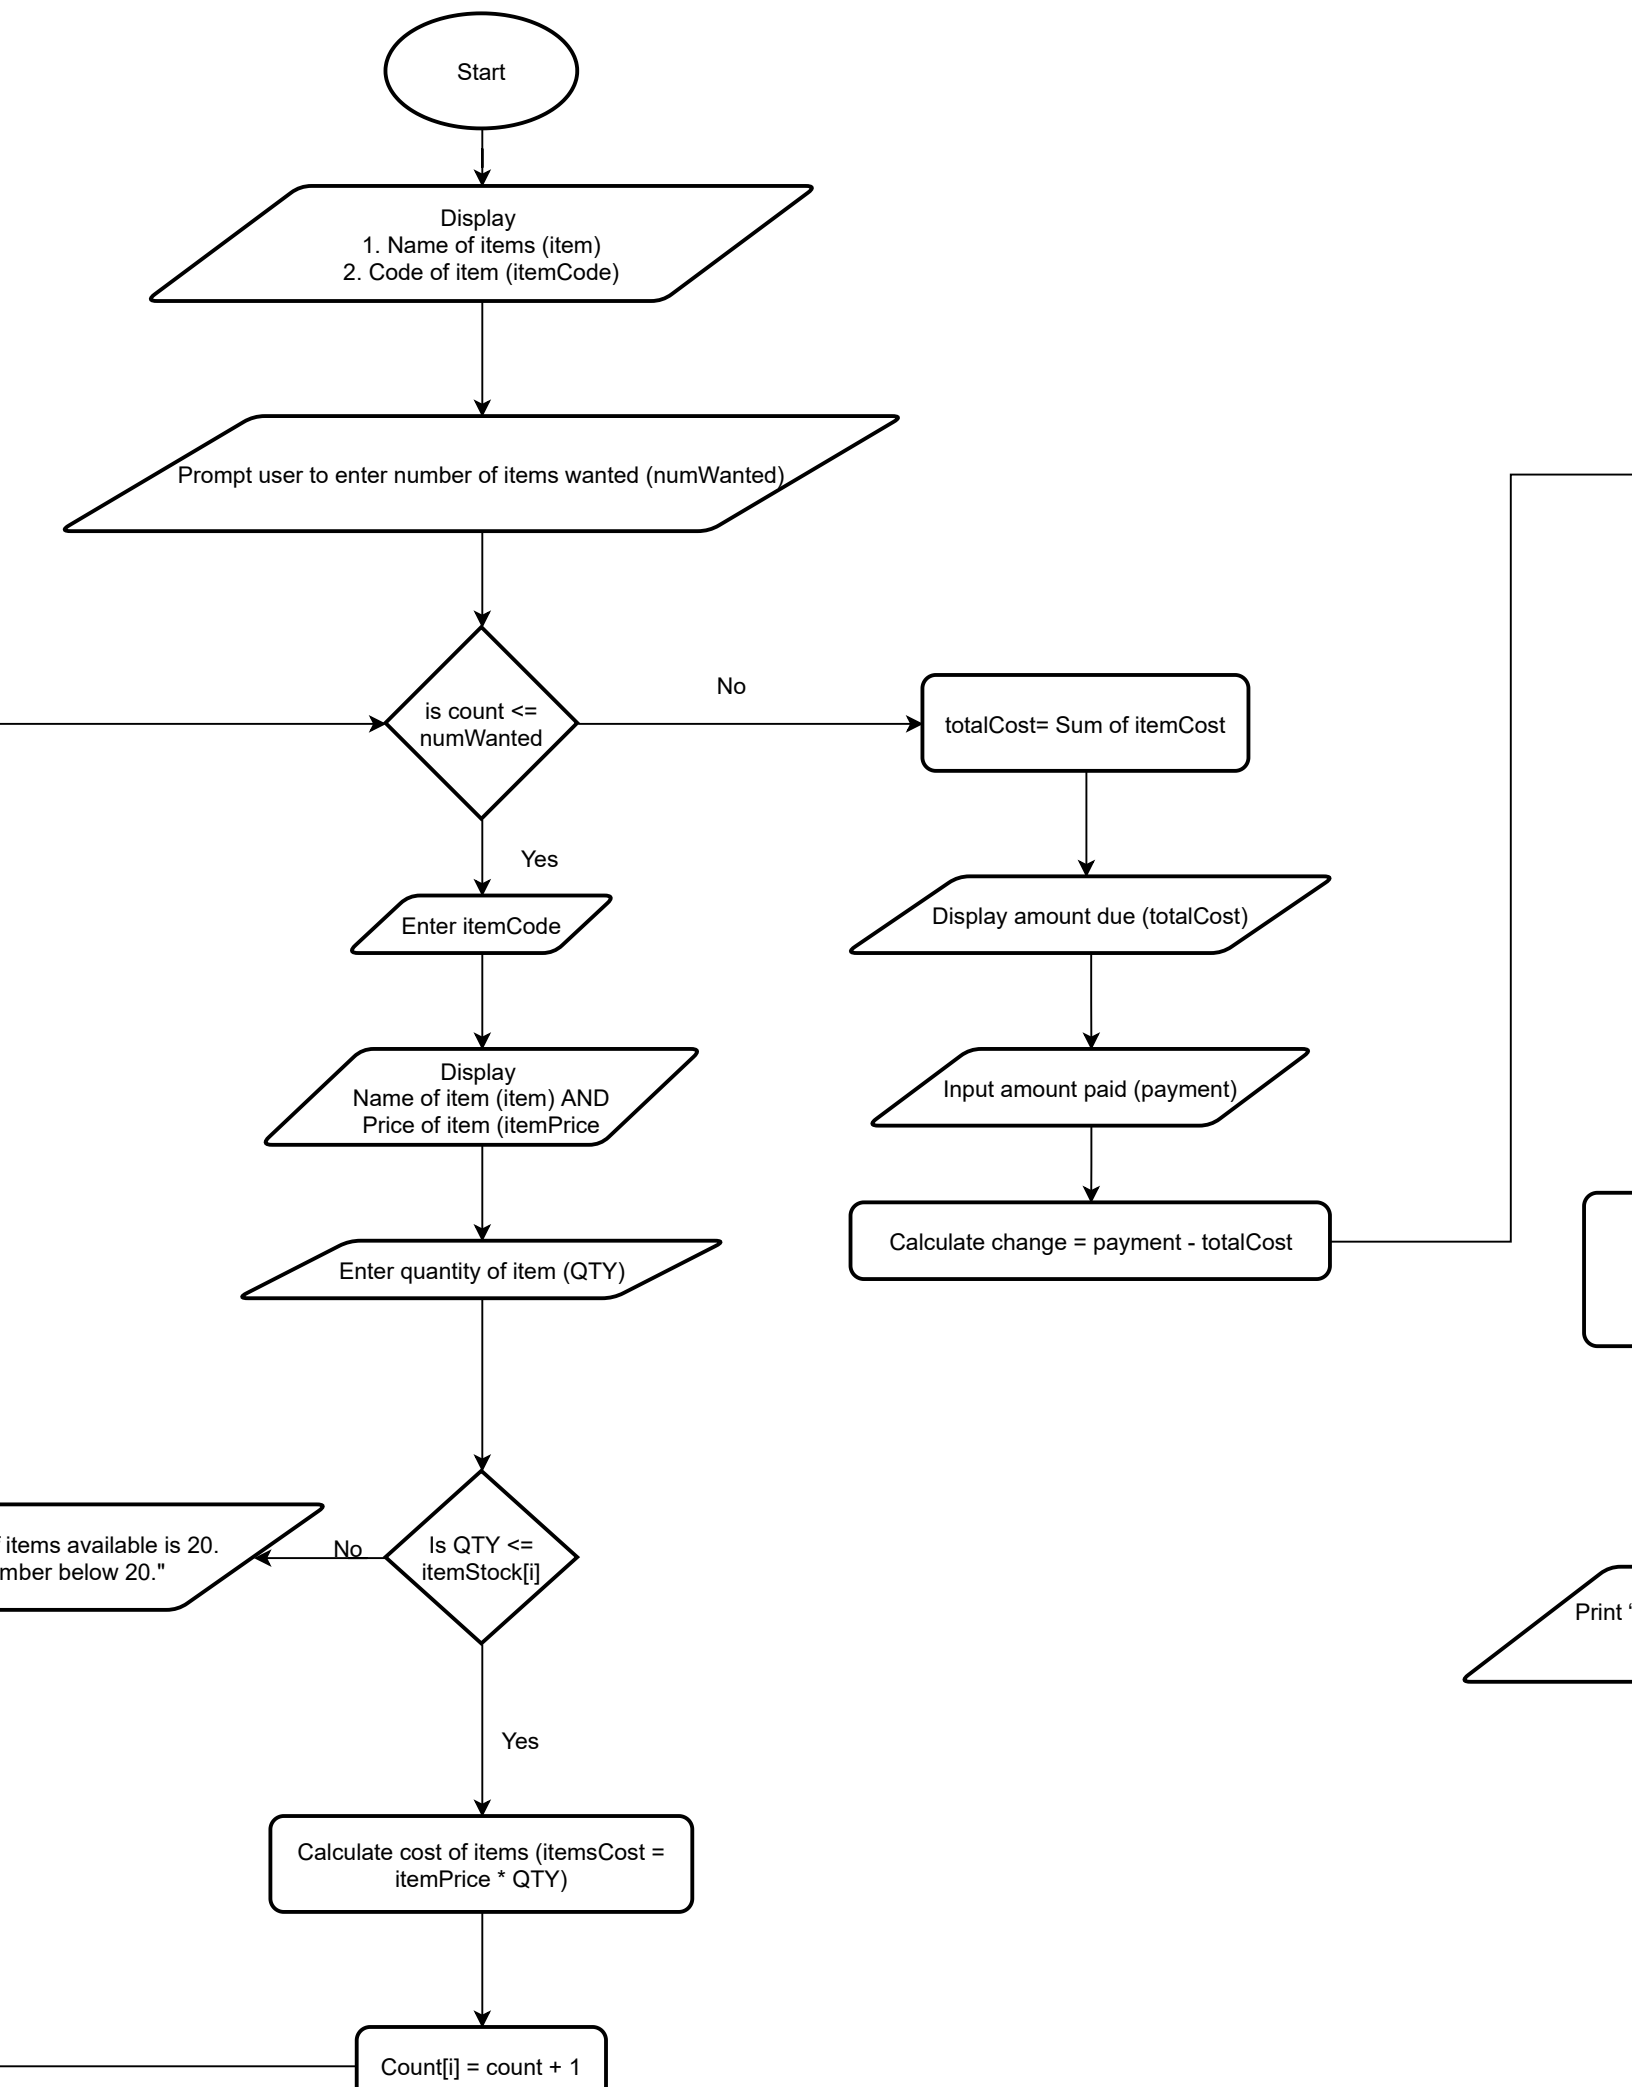 Start
Display
1. Name of items (item)
2. Code of item (itemCode)
Prompt user to enter number of items wanted (numWanted)
is count <=
numWanted
No
totalCost= Sum of itemCost
Yes
Enter itemCode
Display amount due (totalCost)
Display
Name of item (item) AND
Price of item (itemPrice
Input amount paid (payment)
Enter quantity of item (QTY)
Calculate change = payment - totalCost
items available is 20.
below 20."
No
Is QTY <=
itemStock[i]
Print “
Yes
Calculate cost of items (itemsCost =
itemPrice * QTY)
Count[i] = count + 1